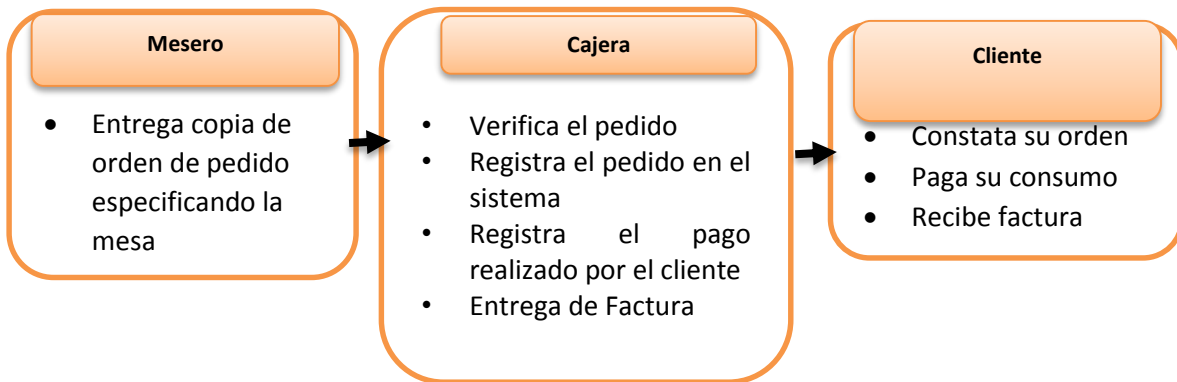 Mesero
• Entrega copia de
orden de pedido
especificando la
mesa
Cajera
• Verifica el pedido
• Registra el pedido en el
sistema
• Registra el pago
realizado por el cliente
• Entrega de Factura
Cliente
• Constata su orden
• Paga su consumo
• Recibe factura